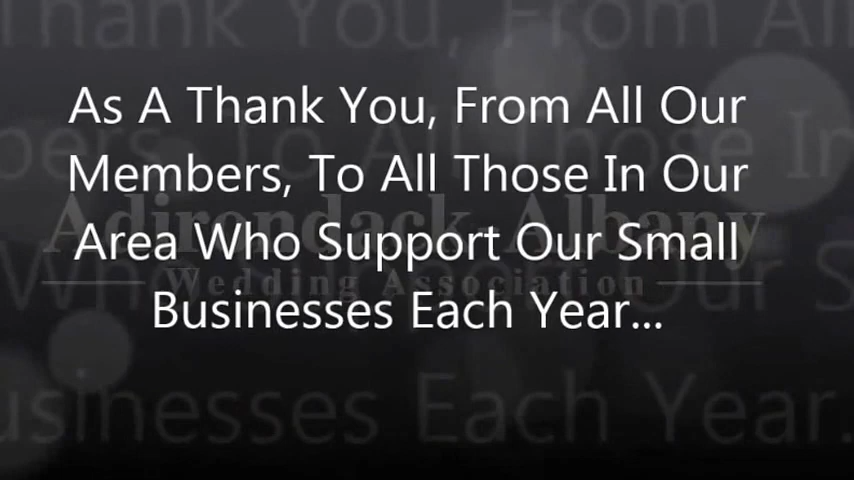 As A Thank You, From All Our
Members, To All Those In Our
Adirondack Albany
Area Who Support Our Small
Wedding Association
Businesses Each Year...